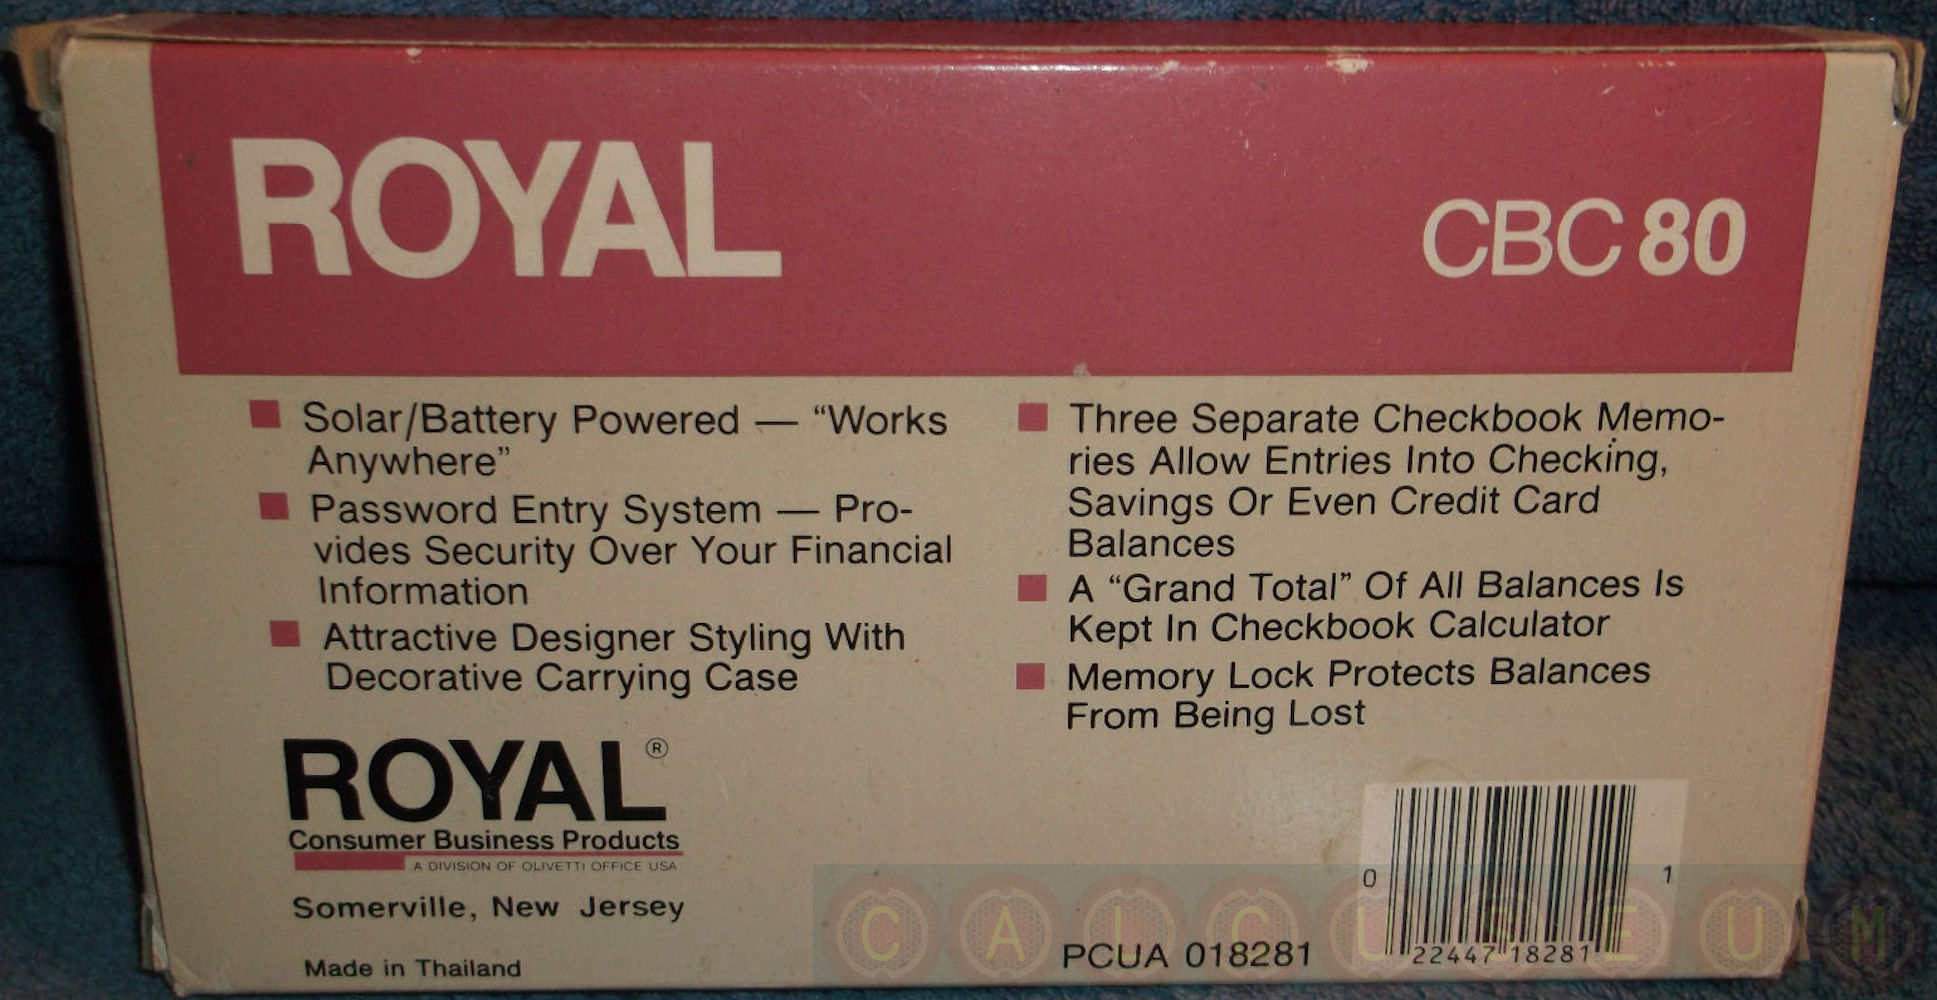 ROYAL
CBC 80
Solar/Battery Powered — “Works
Anywhere”
Password Entry System — Pro-
vides Security Over Your Financial
Information
Attractive Designer Styling With
Decorative Carrying Case
Three Separate Checkbook Memo-
ries Allow Entries Into Checking,
Savings Or Even Credit Card
Balances
A “Grand Total” Of All Balances Is
Kept In Checkbook Calculator
Memory Lock Protects Balances
From Being Lost
ROYAL®
Consumer Business Products
A DIVISION OF OLIVETTI OFFICE USA
Somerville, New Jersey
Made in Thailand
PCUA 018281
0 22447 18281 1
CALCUSEUM